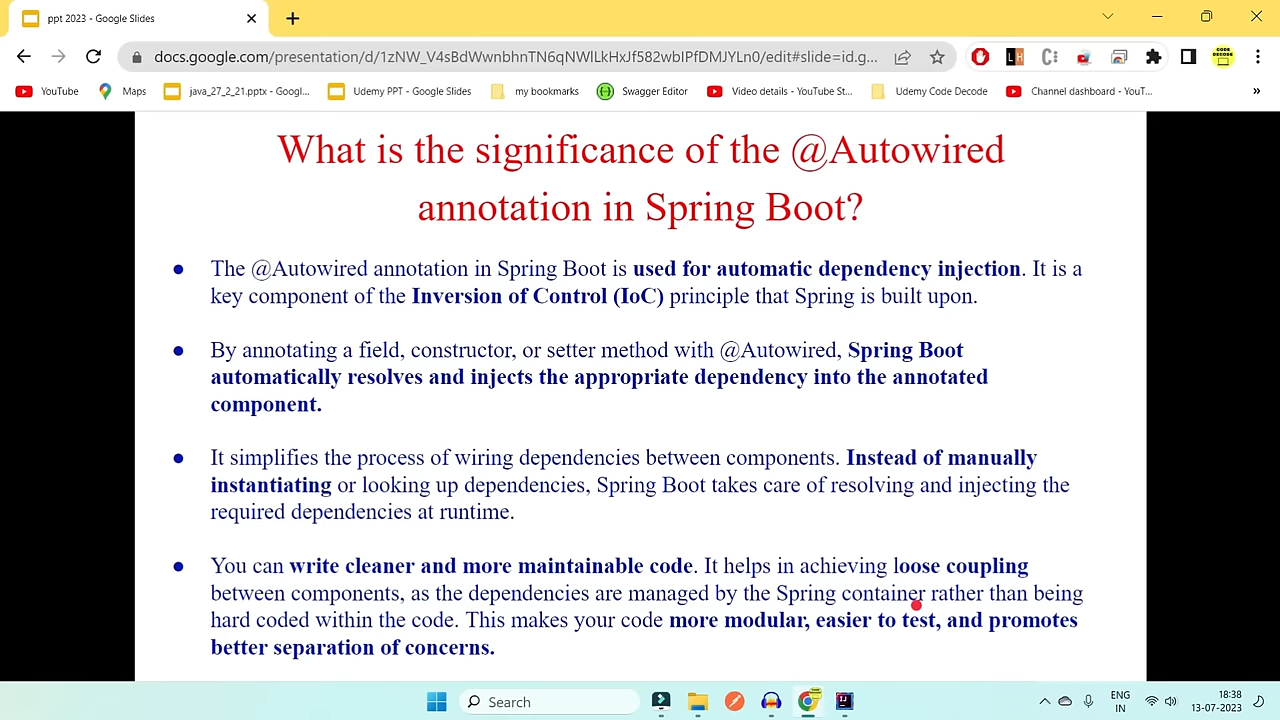 ppt 2023 - Google Slides
docs.google.com/presentation/d/1zNW_V4sadWwnhhnTN6qNWlLkHxJf582wbIPfDMJYLn0/edit#slide=id.g...
YouTube Maps java_27_2_21.pptx - Googl... Udemy PPT - Google Slides my bookmarks Swagger Editor Video details - YouTube St... Udemy Code Decode Channel dashboard - YouT... »
What is the significance of the @Autowired
annotation in Spring Boot?
● The @Autowired annotation in Spring Boot is used for automatic dependency injection. It is a
key component of the Inversion of Control (IoC) principle that Spring is built upon.
● By annotating a field, constructor, or setter method with @Autowired, Spring Boot
automatically resolves and injects the appropriate dependency into the annotated
component.
● It simplifies the process of wiring dependencies between components. Instead of manually
instantiating or looking up dependencies, Spring Boot takes care of resolving and injecting the
required dependencies at runtime.
● You can write cleaner and more maintainable code. It helps in achieving loose coupling
between components, as the dependencies are managed by the Spring container rather than being
hard coded within the code. This makes your code more modular, easier to test, and promotes
better separation of concerns.
Search
ENG
IN
18:38
13-07-2023